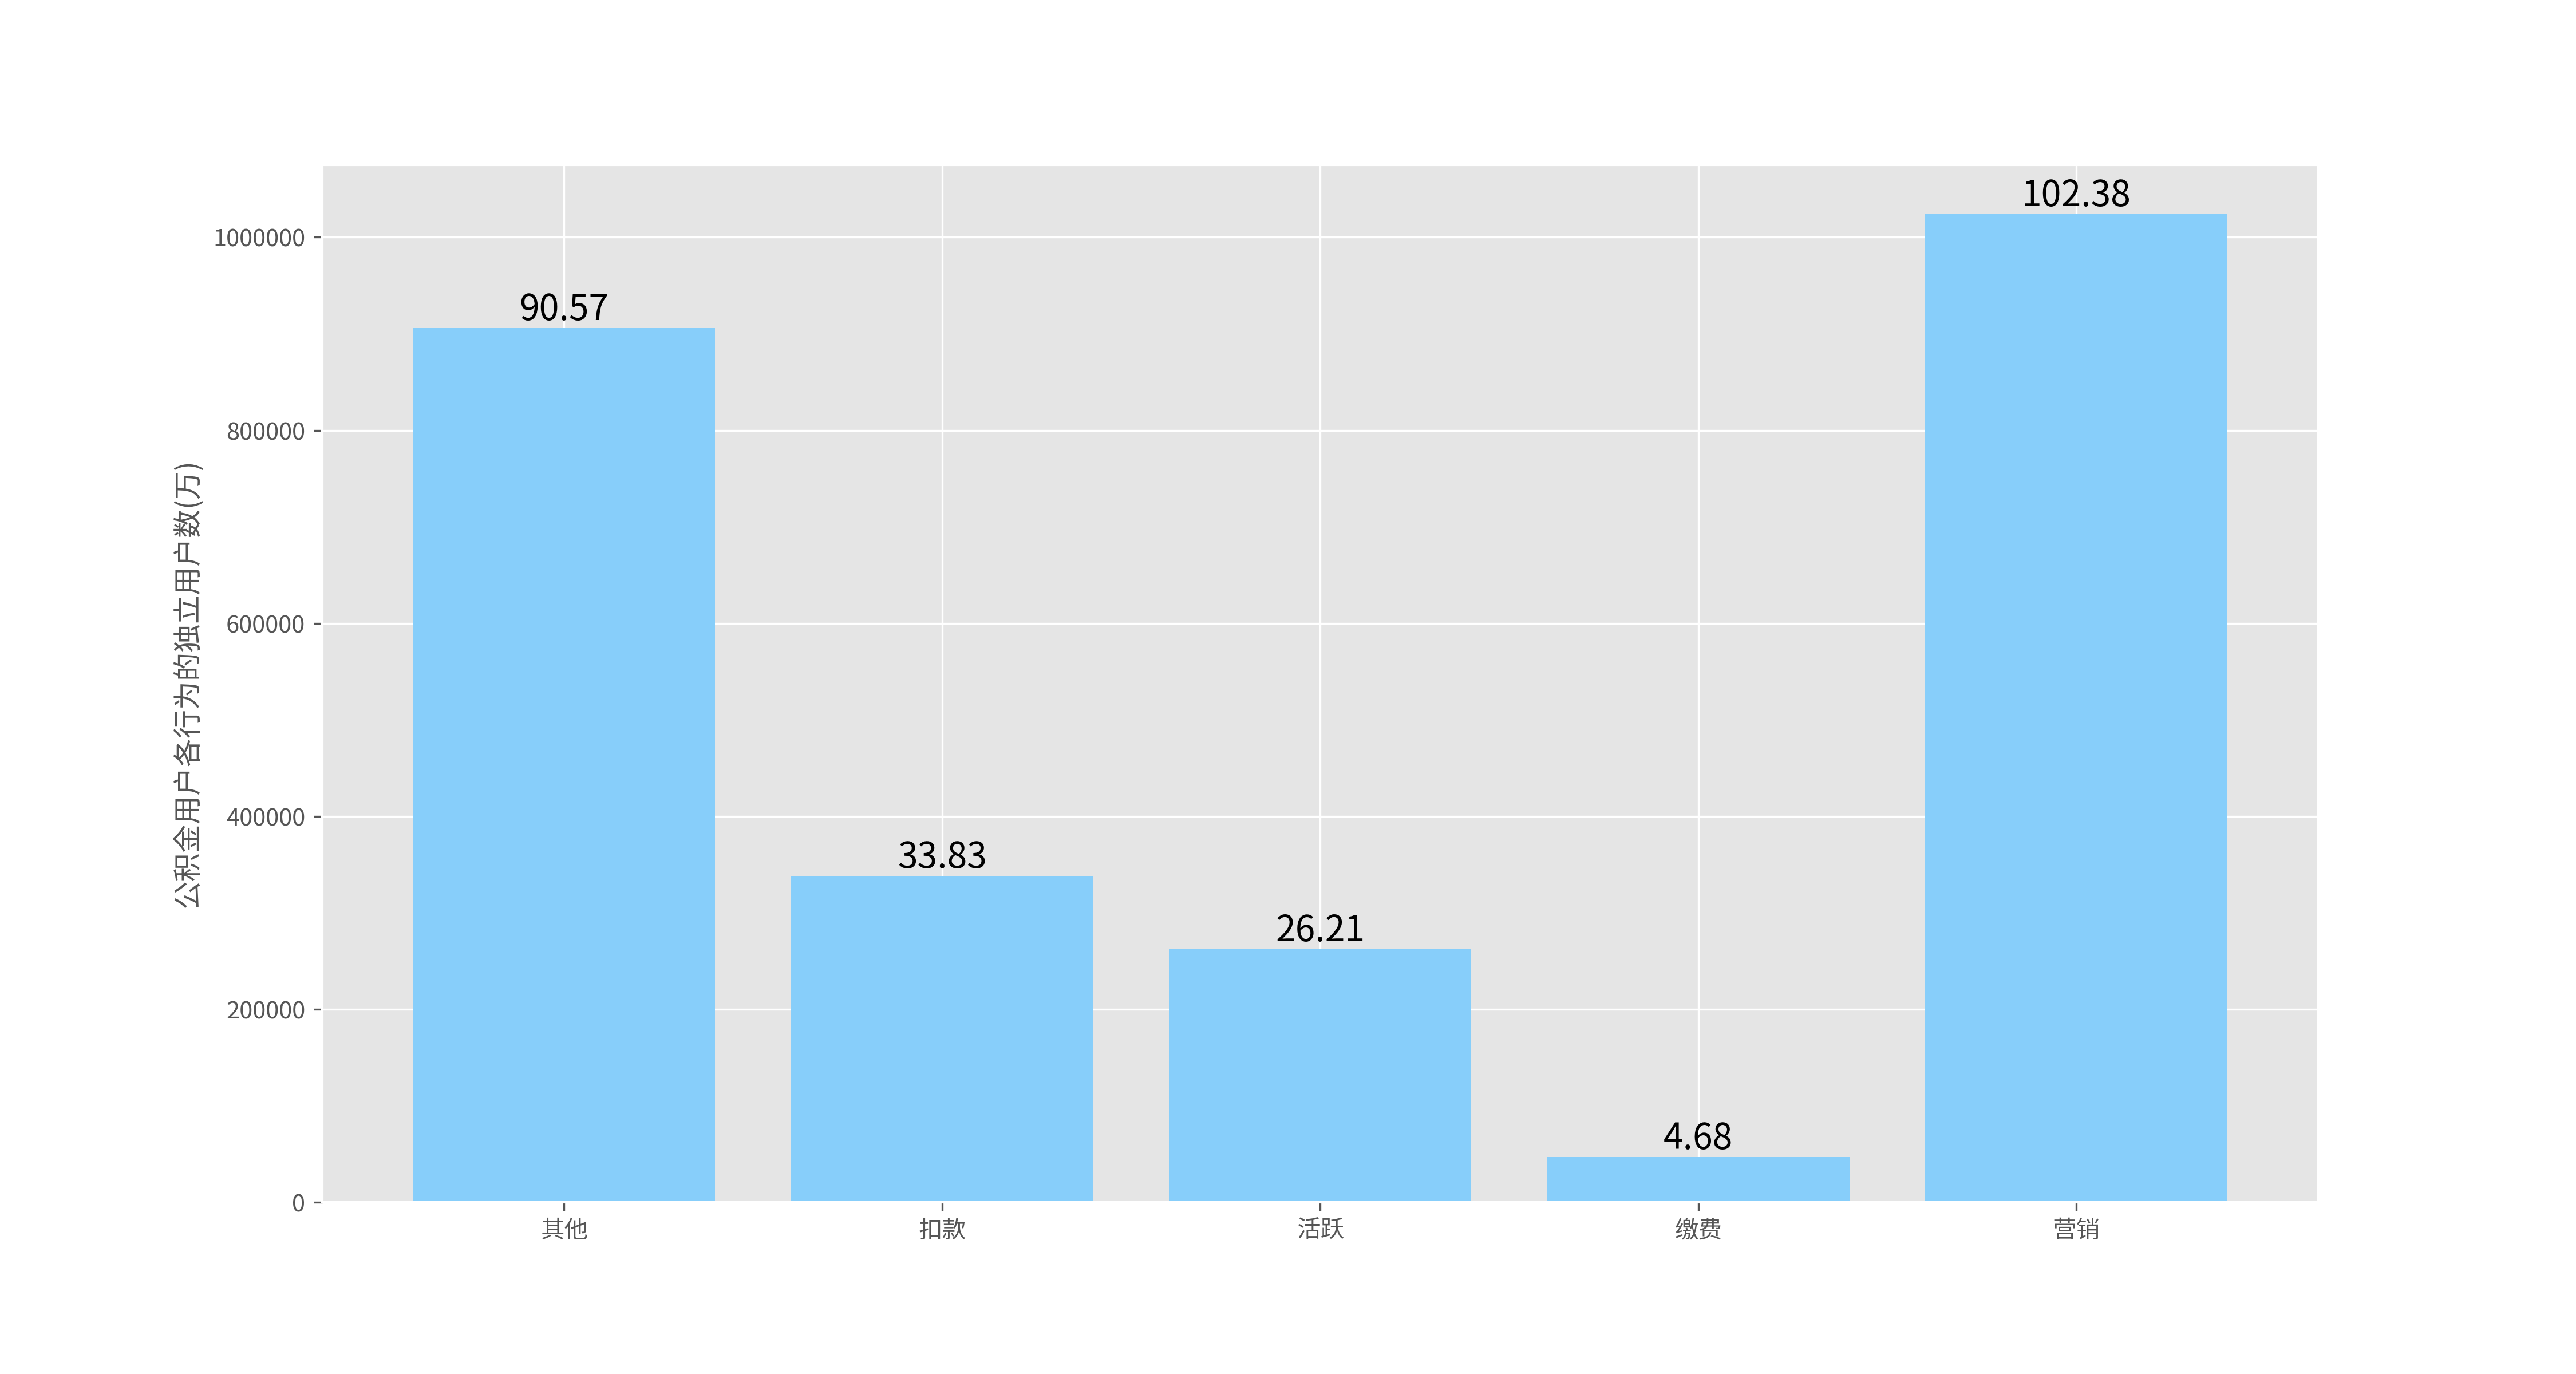 公积金用户各行为的独立用户数(万)
1000000
800000
600000
400000
200000
0
90.57
33.83
26.21
4.68
102.38
其他
扣款
活跃
缴费
营销